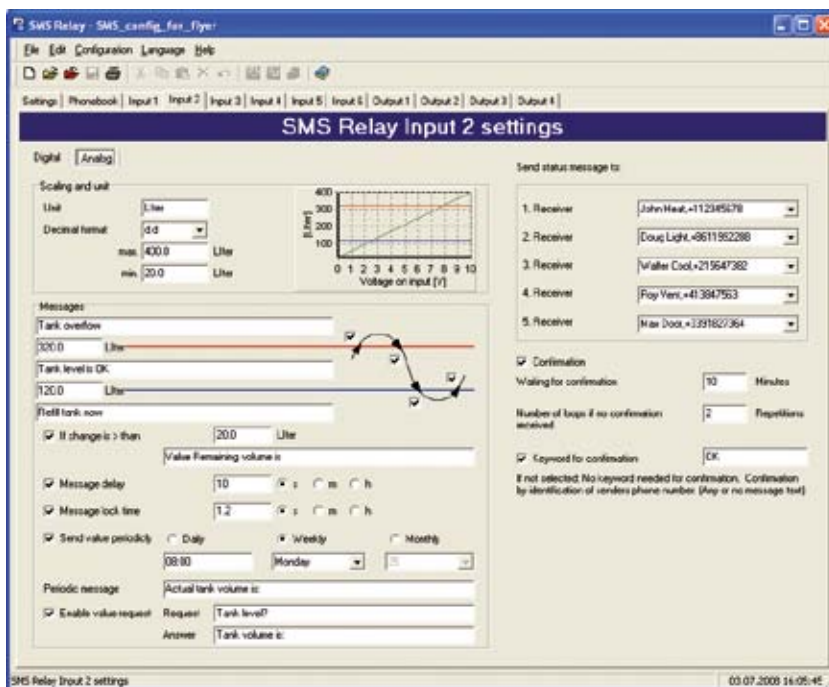 SMS Relay - SMS_config_for_flyer
File Edit Configuration Language Help
Settings Phonebook Input 1 Input 2 Input 3 Input 4 Input 5 Input 6 Output 1 Output 2 Output 3 Output 4
SMS Relay Input 2 settings
Digital Analog
Scaling and unit
Unit Liter
Decimal format d.d
max. 400.0 Liter
min. 20.0 Liter
400
300
200
100
[Liter]
0 1 2 3 4 5 6 7 8 9 10
Voltage on input [V]
Messages
Tank overflow
320.0 Liter
Tank level is OK
120.0 Liter
Refill tank now
If change is > than 20.0 Liter
Value Remaining volume is
Message delay 10 s m h
Message lock time 1.2 s m h
Send value periodicly Daily Weekly Monthly
08:00 Monday
Periodic message Actual tank volume is:
Enable value request Request Tank level?
Answer Tank volume is:
Send status message to:
1. Receiver John Heat,+112345678
2. Receiver Doug Light,+8611992288
3. Receiver Walter Cool,+215647382
4. Receiver Roy Vent,+413847563
5. Receiver Max Door,+3391827364
Confirmation
Waiting for confirmation 10 Minutes
Number of loops if no confirmation received 2 Repetitions
Keyword for confirmation OK
If not selected: No keyword needed for confirmation. Confirmation
by identification of senders phone number. (Any or no message text)
SMS Relay Input 2 settings 03.07.2008 16:05:45